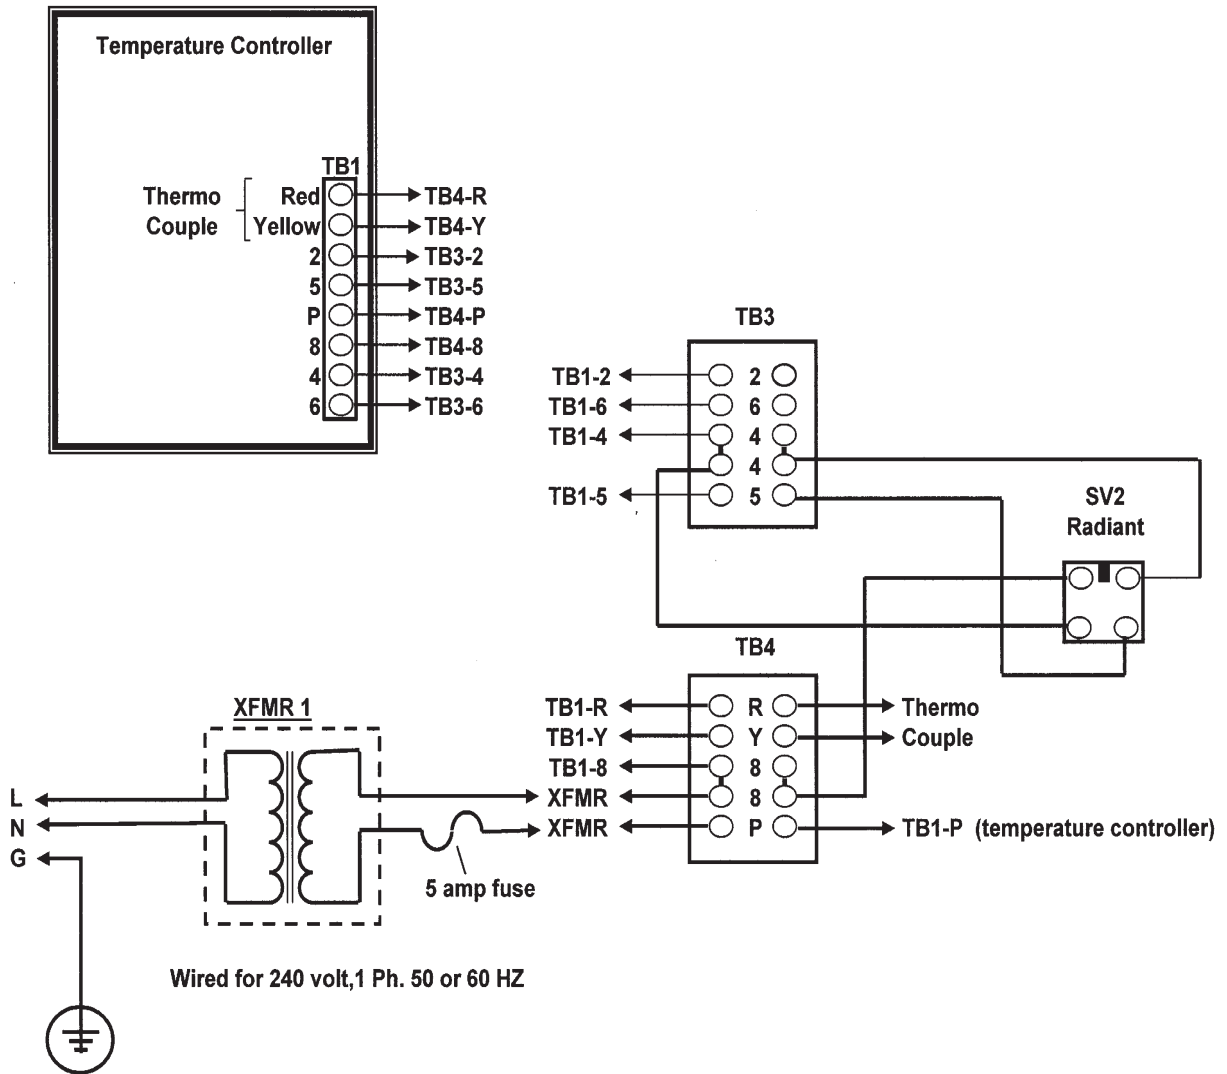 Temperature Controller
TB1
Thermo Couple
Red TB4-R
Yellow TB4-Y
2 TB3-2
5 TB3-5
P TB4-P
8 TB4-8
4 TB3-4
6 TB3-6
TB3
TB1-2 2
TB1-6 6
TB1-4 4
4
TB1-5 5
SV2
Radiant
TB4
TB1-R R Thermo
TB1-Y Y Couple
TB1-8 8
XFMR 8
XFMR P TB1-P (temperature controller)
XFMR 1
L
N
G
5 amp fuse
Wired for 240 volt,1 Ph. 50 or 60 HZ